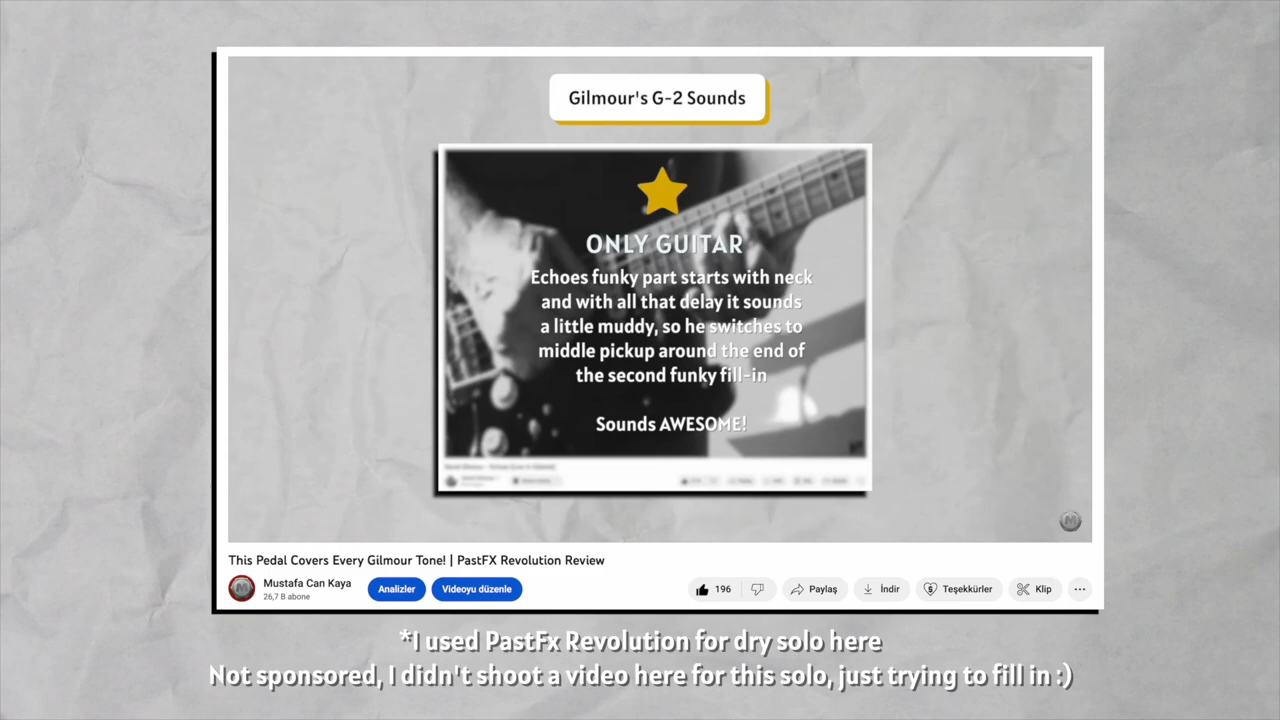 Gilmour's G-2 Sounds
ONLY GUITAR
Echoes funky part starts with neck
and with all that delay it sounds
a little muddy, so he switches to
middle pickup around the end of
the second funky fill-in
Sounds AWESOME!
M
This Pedal Covers Every Gilmour Tone! | PastFX Revolution Review
Mustafa Can Kaya
26,7 B abone
Analizler
Videoyu düzenle
196
Paylaş
İndir
Teşekkürler
Klip
*I used PastFx Revolution for dry solo here
Not sponsored, I didn't shoot a video here for this solo, just trying to fill in :)